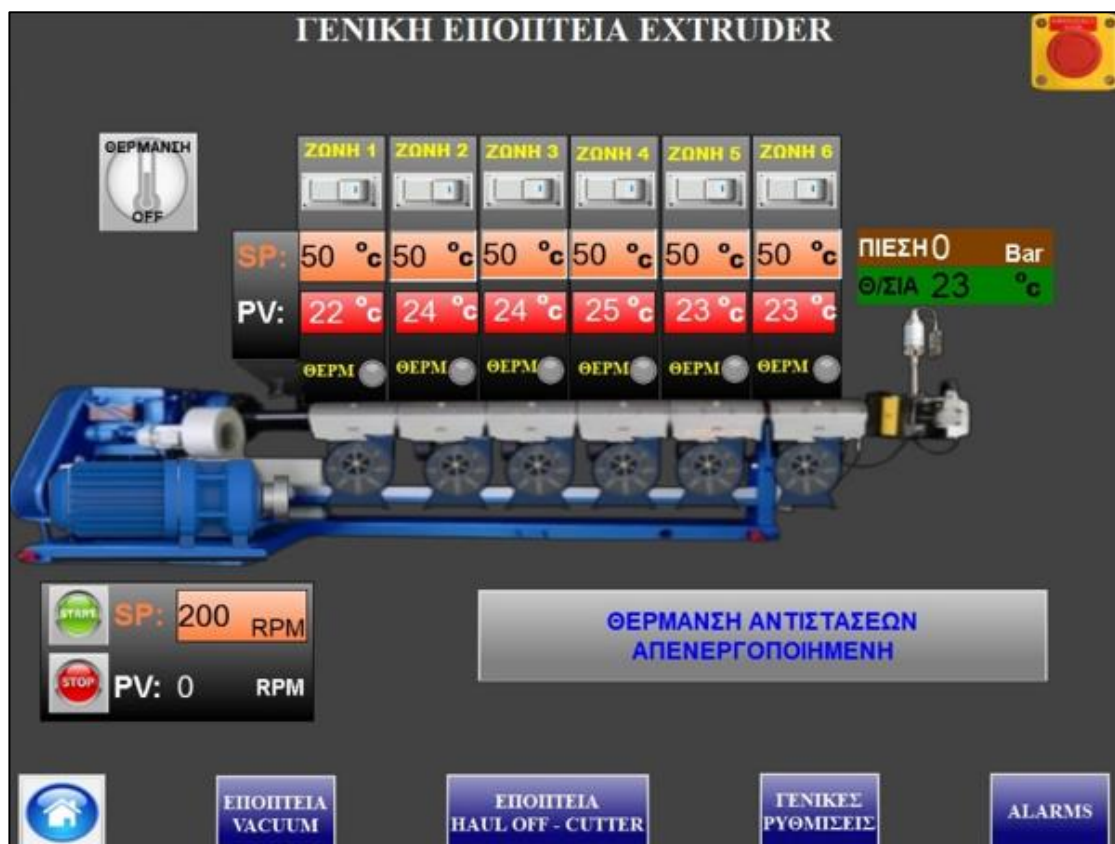 ΓΕΝΙΚΗ ΕΠΟΠΤΕΙΑ EXTRUDER
ΘΕΡΜΑΝΣΗ
OFF
ΖΩΝΗ 1 ΖΩΝΗ 2 ΖΩΝΗ 3 ΖΩΝΗ 4 ΖΩΝΗ 5 ΖΩΝΗ 6
SP: 50 °c 50 °c 50 °c 50 °c 50 °c 50 °c
PV: 22 °c 24 °c 24 °c 25 °c 23 °c 23 °c
ΘΕΡΜ ΘΕΡΜ ΘΕΡΜ ΘΕΡΜ ΘΕΡΜ ΘΕΡΜ
ΠΙΕΣΗ 0 Bar
Θ/ΣΙΑ 23 °c
START SP: 200 RPM
STOP PV: 0 RPM
ΘΕΡΜΑΝΣΗ ΑΝΤΙΣΤΑΣΕΩΝ
ΑΠΕΝΕΡΓΟΠΟΙΗΜΕΝΗ
ΕΠΟΠΤΕΙΑ
VACUUM
ΕΠΟΠΤΕΙΑ
HAUL OFF - CUTTER
ΓΕΝΙΚΕΣ
ΡΥΘΜΙΣΕΙΣ
ALARMS